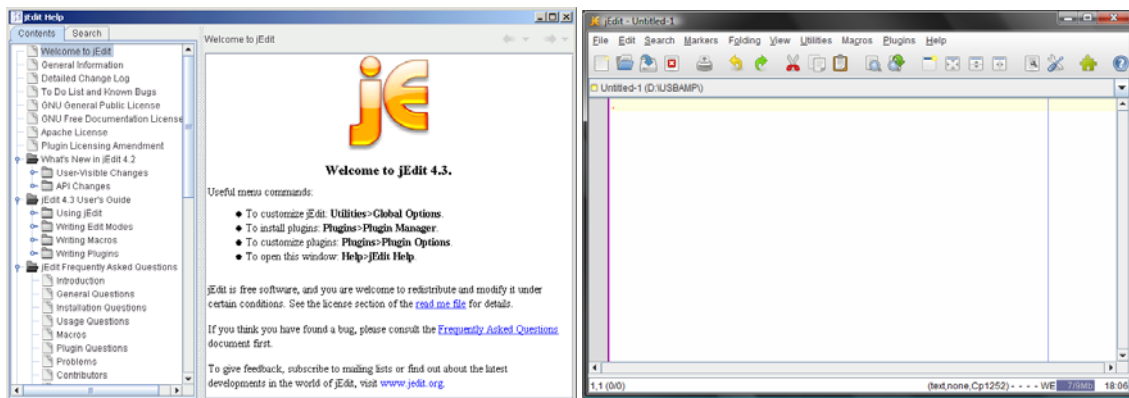 jEdit Help
Contents Search
Welcome to jEdit
General Information
Detailed Change Log
To Do List and Known Bugs
GNU General Public License
GNU Free Documentation License
Apache License
Plugin Licensing Amendment
What's New in jEdit 4.2
User-Visible Changes
API Changes
jEdit 4.3 User's Guide
Using jEdit
Writing Edit Modes
Writing Macros
Writing Plugins
jEdit Frequently Asked Questions
Introduction
General Questions
Installation Questions
Usage Questions
Macros
Plugin Questions
Problems
Contributors
Welcome to jEdit
jE
Welcome to jEdit 4.3.
Useful menu commands:
To customize jEdit: Utilities>Global Options.
To install plugins: Plugins>Plugin Manager.
To customize plugins: Plugins>Plugin Options.
To open this window: Help>jEdit Help.
jEdit is free software, and you are welcome to redistribute and modify it under
certain conditions. See the license section of the read me file for details.
If you think you have found a bug, please consult the Frequently Asked Questions
document first.
To give feedback, subscribe to mailing lists or find out about the latest
developments in the world of jEdit, visit www.jedit.org.
jEdit - Untitled-1
File Edit Search Markers Folding View Utilities Macros Plugins Help
Untitled-1 (D:\USBAMP\)
1,1 (0/0) (text,none,Cp1252) - - - - WE 7/9Mb 18:06